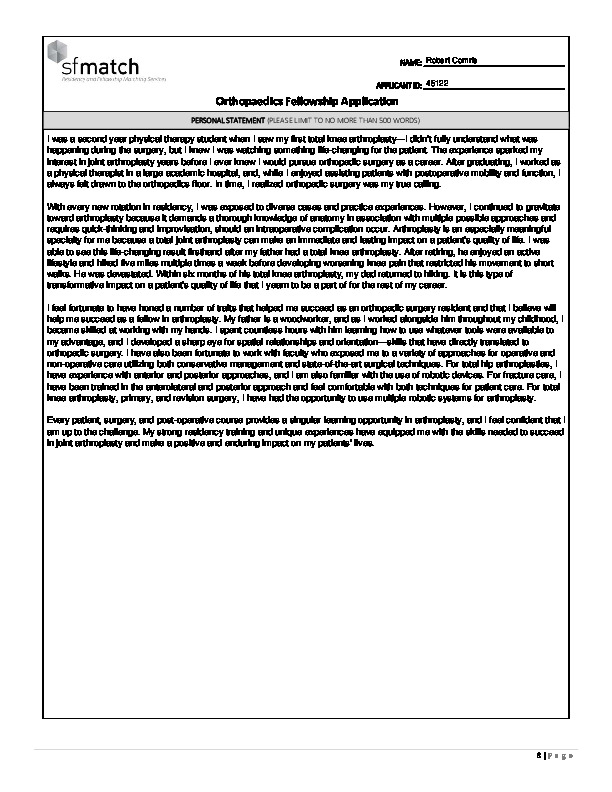 sfmatch
Residency and Fellowship Matching Services
NAME: Robert Comrie
APPLICANT ID: 46122
Orthopaedics Fellowship Application
PERSONAL STATEMENT (PLEASE LIMIT TO NO MORE THAN 500 WORDS)
I was a second year physical therapy student when I saw my first total knee arthroplasty—I didn't fully understand what was
happening during the surgery, but I knew I was watching something life-changing for the patient. The experience sparked my
interest in joint arthroplasty years before I ever knew I would pursue orthopedic surgery as a career. After graduating, I worked as
a physical therapist in a large academic hospital, and, while I enjoyed assisting patients with postoperative mobility and function, I
always felt drawn to the orthopedics floor. In time, I realized orthopedic surgery was my true calling.
With every new rotation in residency, I was exposed to diverse cases and practice experiences. However, I continued to gravitate
toward arthroplasty because it demands a thorough knowledge of anatomy in association with multiple possible approaches and
requires quick-thinking and improvisation, should an intraoperative complication occur. Arthroplasty is an especially meaningful
specialty for me because a total joint arthroplasty can make an immediate and lasting impact on a patient's quality of life. I was
able to see this life-changing result firsthand after my father had a total knee arthroplasty. After retiring, he enjoyed an active
lifestyle and hiked five miles multiple times a week before developing worsening knee pain that restricted his movement to short
walks. He was devastated. Within six months of his total knee arthroplasty, my dad returned to hiking. It is this type of
transformative impact on a patient's quality of life that I yearn to be a part of for the rest of my career.
I feel fortunate to have honed a number of traits that helped me succeed as an orthopedic surgery resident and that I believe will
help me succeed as a fellow in arthroplasty. My father is a woodworker, and as I worked alongside him throughout my childhood, I
became skilled at working with my hands. I spent countless hours with him learning how to use whatever tools were available to
my advantage, and I developed a sharp eye for spatial relationships and orientation—skills that have directly translated to
orthopedic surgery. I have also been fortunate to work with faculty who exposed me to a variety of approaches for operative and
non-operative care utilizing both conservative management and state-of-the-art surgical techniques. For total hip arthroplasties, I
have experience with anterior and posterior approaches, and I am also familiar with the use of robotic devices. For fracture care, I
have been trained in the anterolateral and posterior approach and feel comfortable with both techniques for patient care. For total
knee arthroplasty, primary, and revision surgery, I have had the opportunity to use multiple robotic systems for arthroplasty.
Every patient, surgery, and post-operative course provides a singular learning opportunity in arthroplasty, and I feel confident that I
am up to the challenge. My strong residency training and unique experiences have equipped me with the skills needed to succeed
in joint arthroplasty and make a positive and enduring impact on my patients' lives.
8 | Page